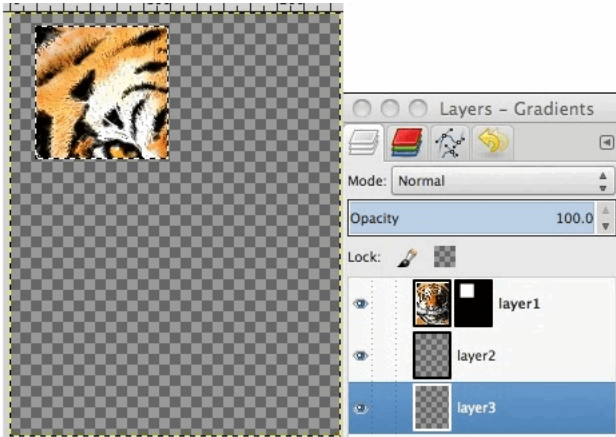 Layers – Gradients
Mode: Normal
Opacity 100.0
Lock:
layer1
layer2
layer3